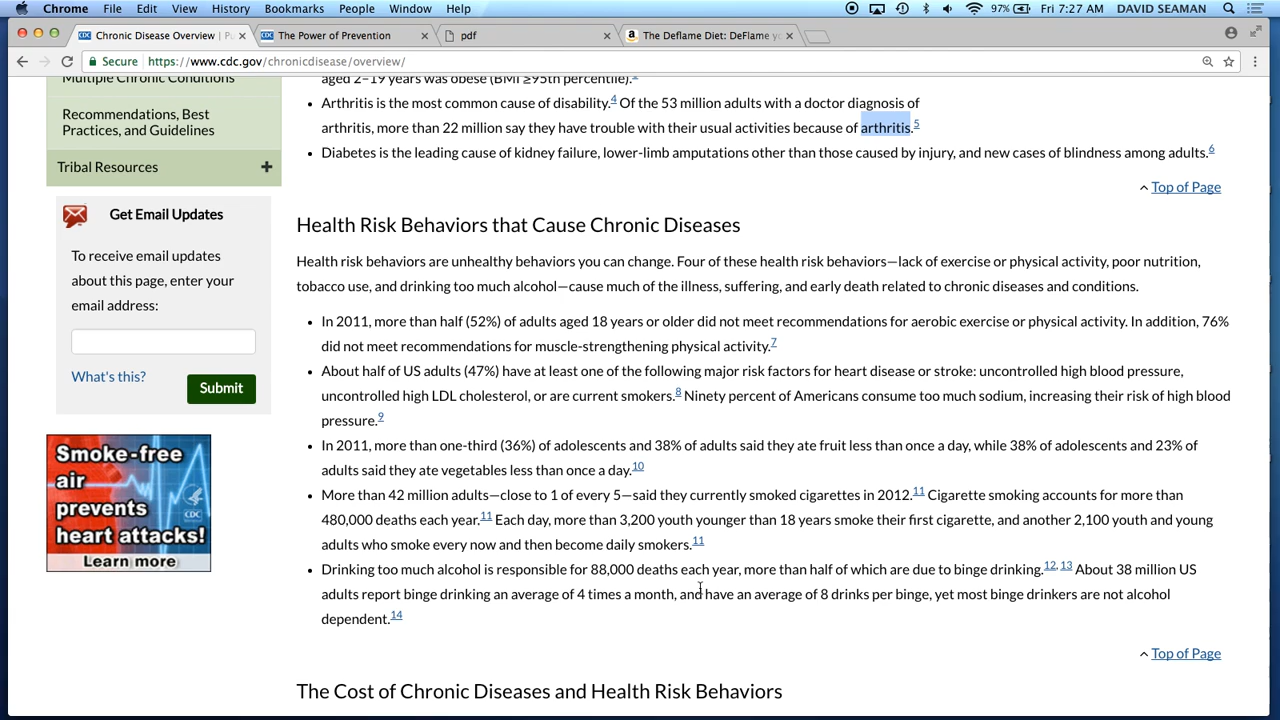 Chrome File Edit View History Bookmarks People Window Help 97% Fri 7:27 AM DAVID SEAMAN
Chronic Disease Overview | Pu × CDC The Power of Prevention × pdf × The Deflame Diet: DeFlame yo ×
Secure https://www.cdc.gov/chronicdisease/overview/
Multiple Chronic Conditions
Recommendations, Best
Practices, and Guidelines
Tribal Resources +
Get Email Updates
To receive email updates
about this page, enter your
email address:
What's this?
Submit
Smoke-free
air
prevents
heart attacks!
CDC
Learn more
aged 2–19 years was obese (BMI ≥95th percentile).
• Arthritis is the most common cause of disability.4 Of the 53 million adults with a doctor diagnosis of
arthritis, more than 22 million say they have trouble with their usual activities because of arthritis.5
• Diabetes is the leading cause of kidney failure, lower-limb amputations other than those caused by injury, and new cases of blindness among adults.6
^ Top of Page
Health Risk Behaviors that Cause Chronic Diseases
Health risk behaviors are unhealthy behaviors you can change. Four of these health risk behaviors—lack of exercise or physical activity, poor nutrition,
tobacco use, and drinking too much alcohol—cause much of the illness, suffering, and early death related to chronic diseases and conditions.
• In 2011, more than half (52%) of adults aged 18 years or older did not meet recommendations for aerobic exercise or physical activity. In addition, 76%
did not meet recommendations for muscle-strengthening physical activity.7
• About half of US adults (47%) have at least one of the following major risk factors for heart disease or stroke: uncontrolled high blood pressure,
uncontrolled high LDL cholesterol, or are current smokers.8 Ninety percent of Americans consume too much sodium, increasing their risk of high blood
pressure.9
• In 2011, more than one-third (36%) of adolescents and 38% of adults said they ate fruit less than once a day, while 38% of adolescents and 23% of
adults said they ate vegetables less than once a day.10
• More than 42 million adults—close to 1 of every 5—said they currently smoked cigarettes in 2012.11 Cigarette smoking accounts for more than
480,000 deaths each year.11 Each day, more than 3,200 youth younger than 18 years smoke their first cigarette, and another 2,100 youth and young
adults who smoke every now and then become daily smokers.11
• Drinking too much alcohol is responsible for 88,000 deaths each year, more than half of which are due to binge drinking.12, 13 About 38 million US
adults report binge drinking an average of 4 times a month, and have an average of 8 drinks per binge, yet most binge drinkers are not alcohol
dependent.14
^ Top of Page
The Cost of Chronic Diseases and Health Risk Behaviors